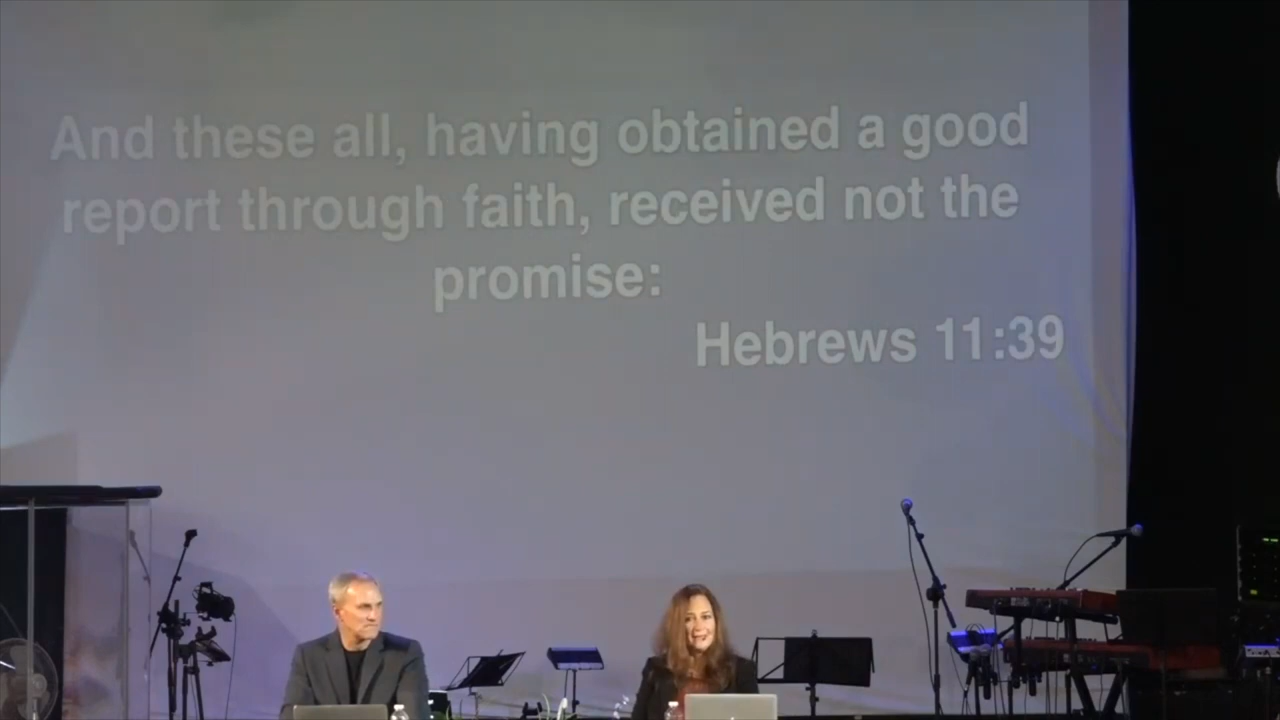 And these all, having obtained a good
report through faith, received not the
promise:
Hebrews 11:39